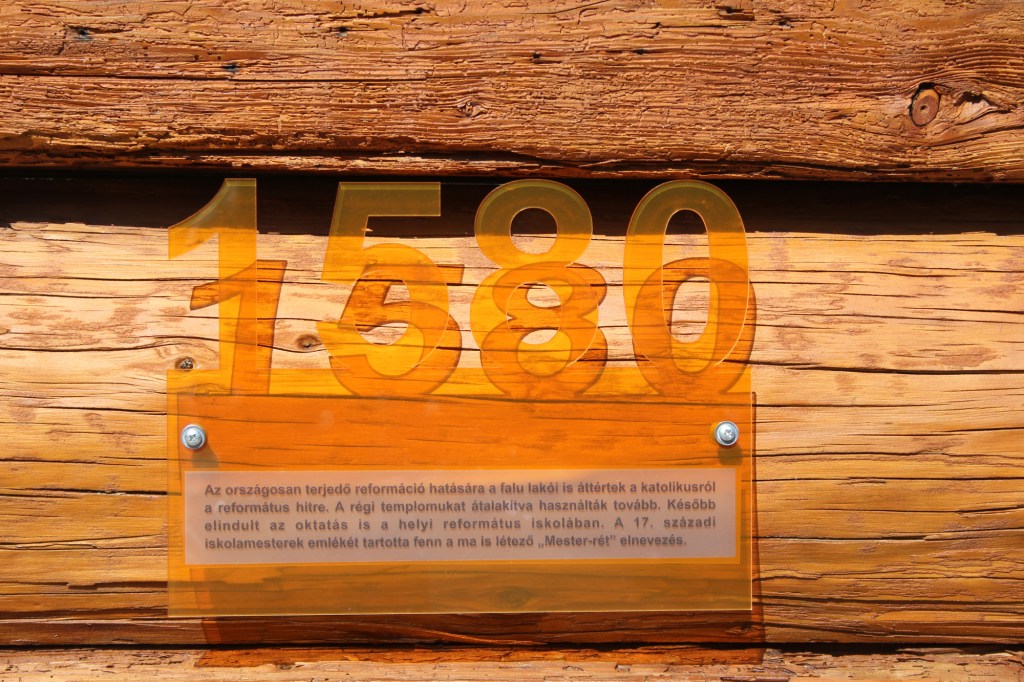 1580
Az országosan terjedő reformáció hatására a falu lakói is áttértek a katolikusról
a református hitre. A régi templomukat átalakítva használták tovább. Később
elindult az oktatás is a helyi református iskolában. A 17. századi
iskolamesterek emlékét tartotta fenn a ma is létező „Mester-rét” elnevezés.